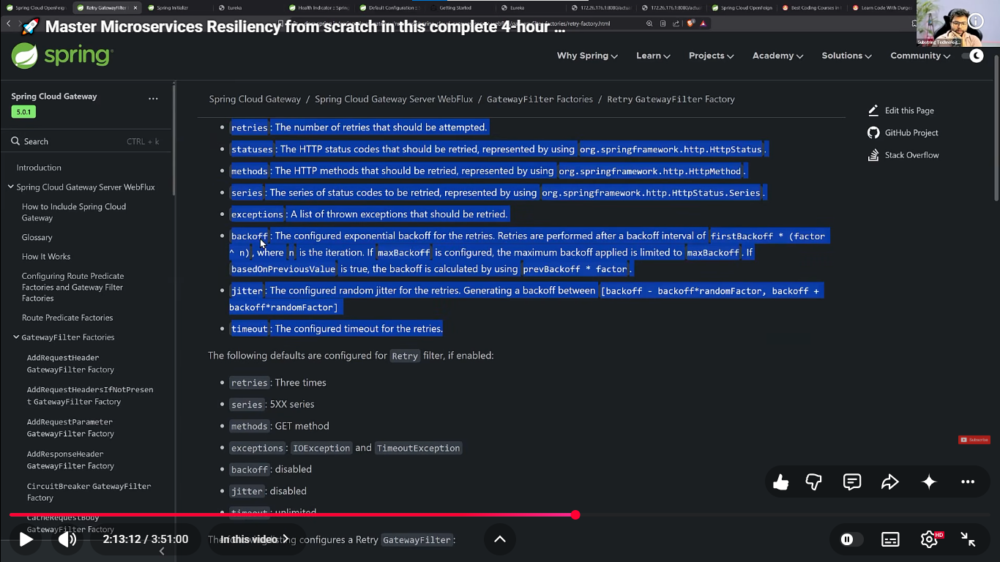 Spring Cloud OpenFeign
Retry GatewayFilter
Spring Initializr
Eureka
Health Indicator :: Spring
Default Configuration ::
Getting Started
Eureka
172.26.176.1:8080/actua
172.26.176.1:8080/actua
Spring Cloud OpenFeign
Best Coding Courses in
Learn Code With Durges
🚀 Master Microservices Resiliency from scratch in this complete 4-hour ...
factories/retry-factory.html
Substring Technolog...
spring
Why Spring
Learn
Projects
Academy
Solutions
Community
Spring Cloud Gateway
...
5.0.1
Search
CTRL + k
Introduction
Spring Cloud Gateway Server WebFlux
How to Include Spring Cloud
Gateway
Glossary
How It Works
Configuring Route Predicate
Factories and Gateway Filter
Factories
Route Predicate Factories
GatewayFilter Factories
AddRequestHeader
GatewayFilter Factory
AddRequestHeadersIfNotPresen
t GatewayFilter Factory
AddRequestParameter
GatewayFilter Factory
AddResponseHeader
GatewayFilter Factory
CircuitBreaker GatewayFilter
Factory
CacheRequestBody
GatewayFilter Factory
Spring Cloud Gateway / Spring Cloud Gateway Server WebFlux / GatewayFilter Factories / Retry GatewayFilter Factory
• retries: The number of retries that should be attempted.
• statuses: The HTTP status codes that should be retried, represented by using org.springframework.http.HttpStatus.
• methods: The HTTP methods that should be retried, represented by using org.springframework.http.HttpMethod.
• series: The series of status codes to be retried, represented by using org.springframework.http.HttpStatus.Series.
• exceptions: A list of thrown exceptions that should be retried.
• backoff: The configured exponential backoff for the retries. Retries are performed after a backoff interval of firstBackoff * (factor
^ n), where n is the iteration. If maxBackoff is configured, the maximum backoff applied is limited to maxBackoff. If
basedOnPreviousValue is true, the backoff is calculated by using prevBackoff * factor.
• jitter: The configured random jitter for the retries. Generating a backoff between [backoff - backoff*randomFactor, backoff +
backoff*randomFactor]
• timeout: The configured timeout for the retries.
The following defaults are configured for Retry filter, if enabled:
• retries: Three times
• series: 5XX series
• methods: GET method
• exceptions: IOException and TimeoutException
• backoff: disabled
• jitter: disabled
• timeout: unlimited
The following listing configures a Retry GatewayFilter:
Edit this Page
GitHub Project
Stack Overflow
Subscribe
2:13:12 / 3:51:00
In this video
HD